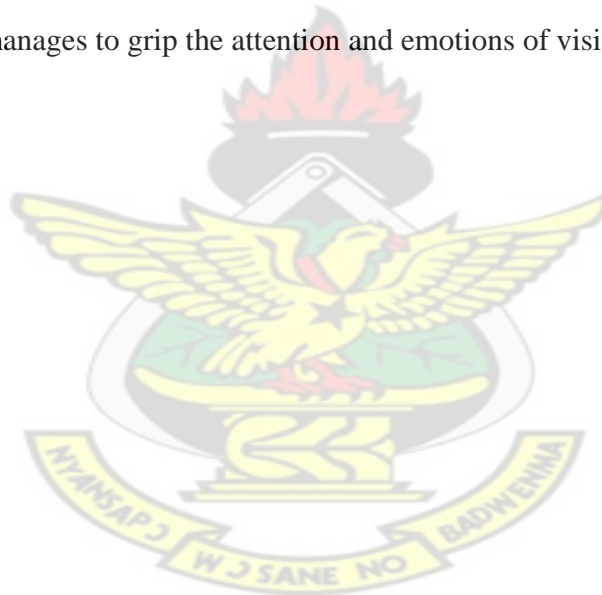 manages to grip the attention and emotions of visi
NYANSAPƆ WƆSANE NO BADWENMA